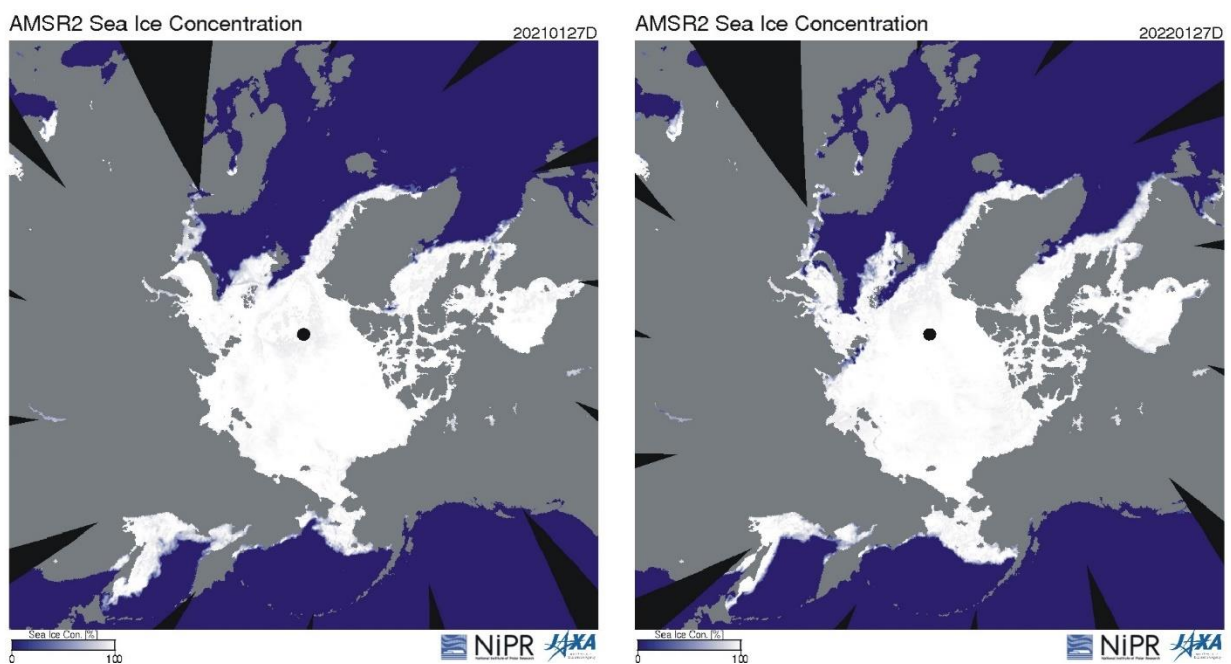 AMSR2 Sea Ice Concentration
20210127D
Sea Ice Con. [%]
0 100
NiPR
JAXA
AMSR2 Sea Ice Concentration
20220127D
Sea Ice Con. [%]
0 100
NiPR
JAXA